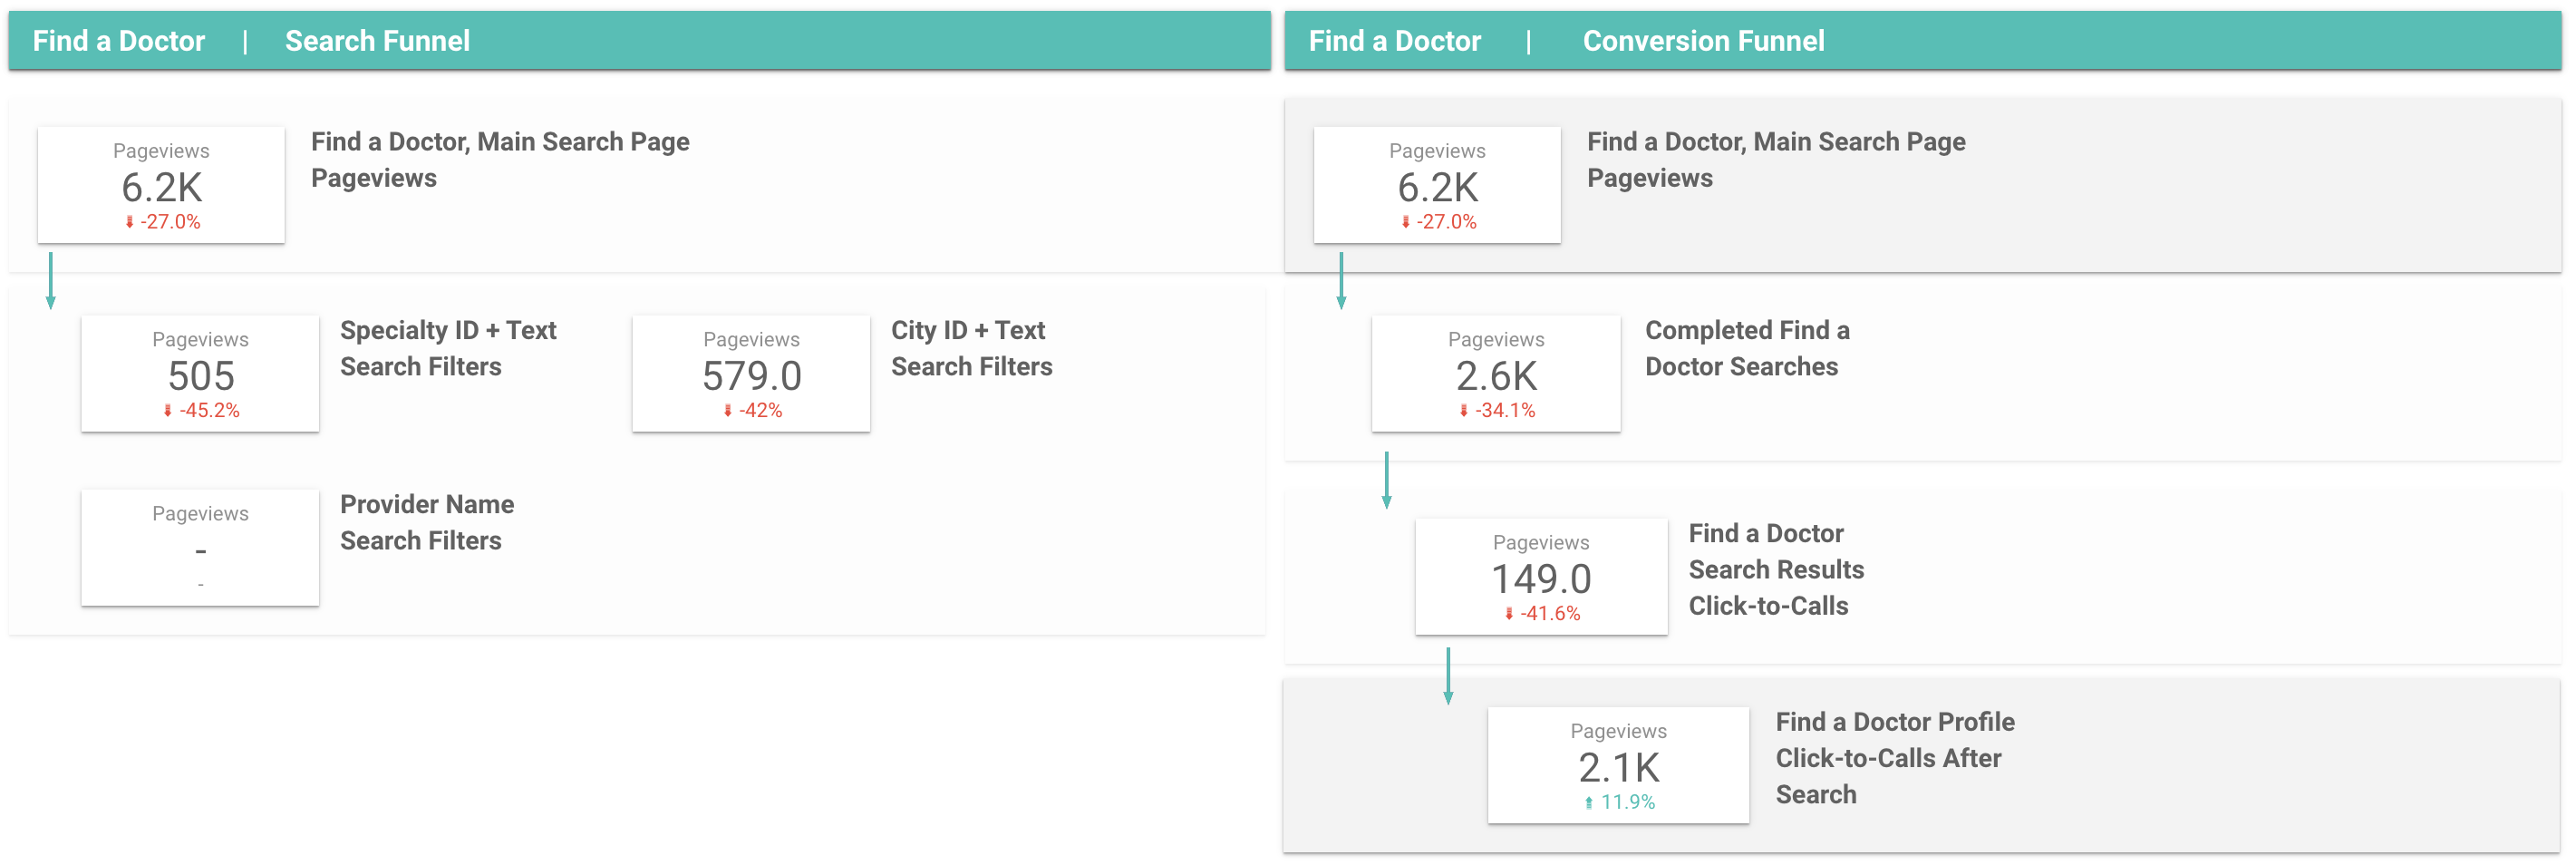 Find a Doctor | Search Funnel
Pageviews
6.2K
-27.0%
Find a Doctor, Main Search Page
Pageviews
Pageviews
505
-45.2%
Specialty ID + Text
Search Filters
Pageviews
579.0
-42%
City ID + Text
Search Filters
Pageviews
-
-
Provider Name
Search Filters
Find a Doctor | Conversion Funnel
Pageviews
6.2K
-27.0%
Find a Doctor, Main Search Page
Pageviews
Pageviews
2.6K
-34.1%
Completed Find a
Doctor Searches
Pageviews
149.0
-41.6%
Find a Doctor
Search Results
Click-to-Calls
Pageviews
2.1K
11.9%
Find a Doctor Profile
Click-to-Calls After
Search